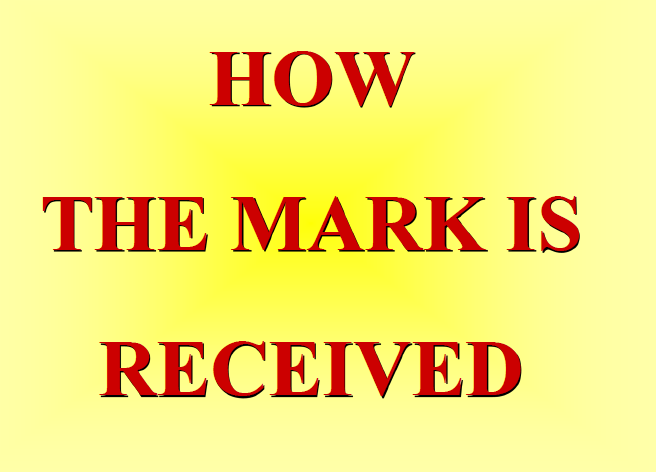 HOW
THE MARK IS
RECEIVED